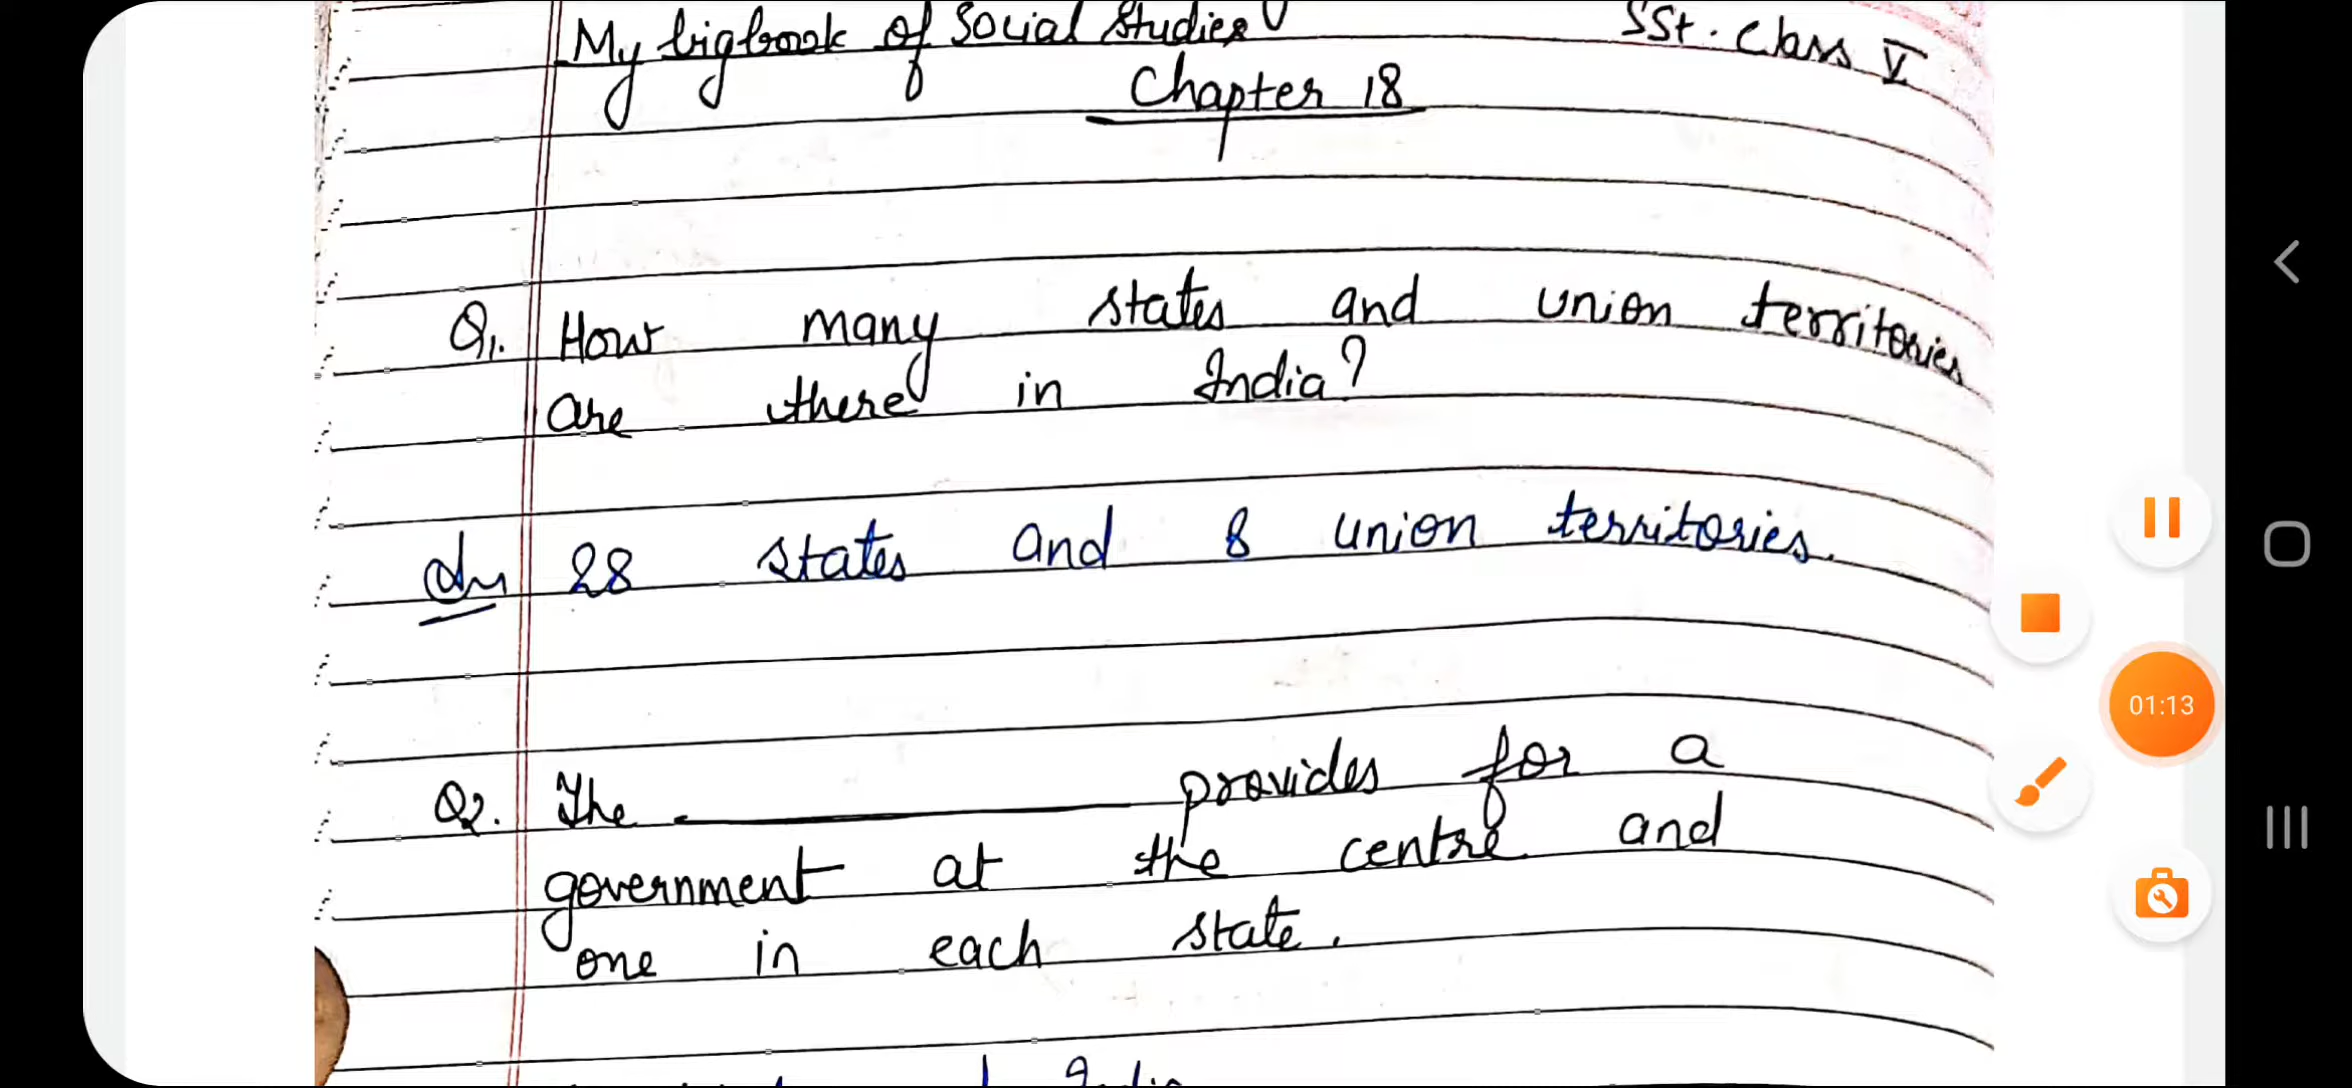 My bigbook of Social Studies
SSt. Class V
Chapter 18
Q1. How many states and union territories
are there in India?
Ans 28 states and 8 union territories.
Q2. The ________ provides for a
government at the centre and
one in each state.
01:13